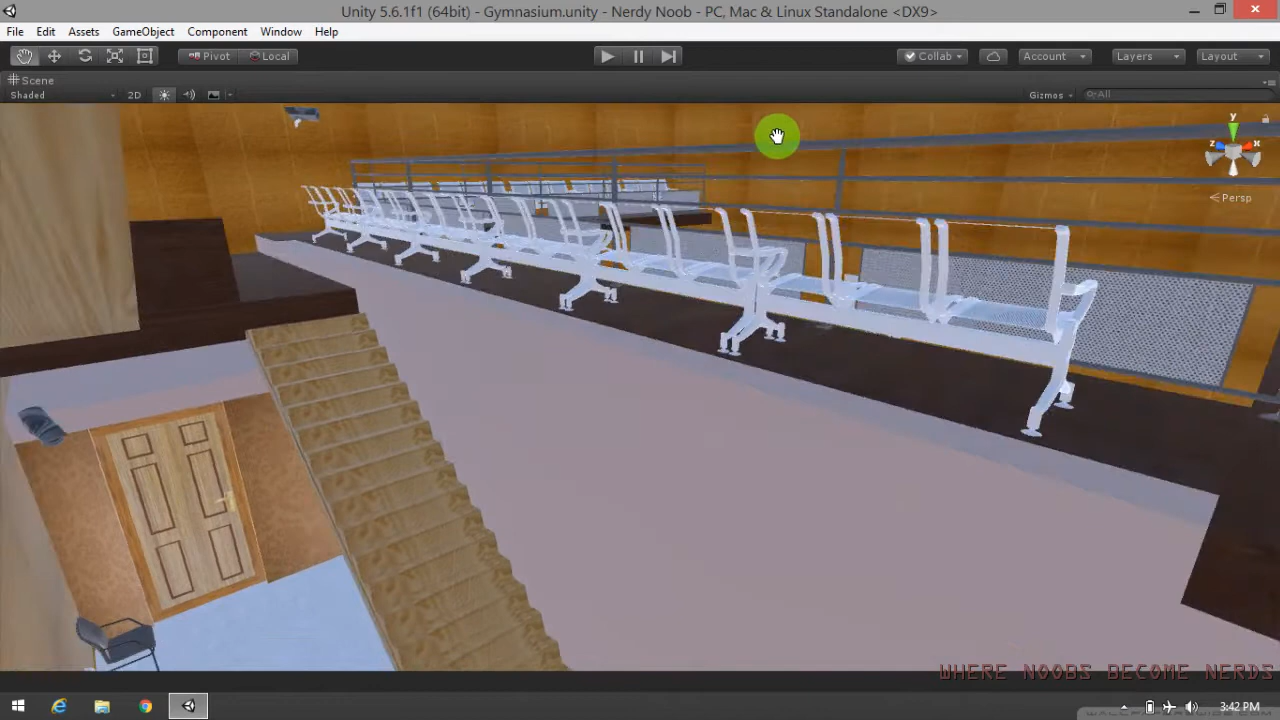 Unity 5.6.1f1 (64bit) - Gymnasium.unity - Nerdy Noob - PC, Mac & Linux Standalone <DX9>
File Edit Assets GameObject Component Window Help
Pivot Local Collab Account Layers Layout
Scene
Shaded 2D Gizmos All
y
z x
Persp
WHERE NOOBS BECOME NERDS
3:42 PM